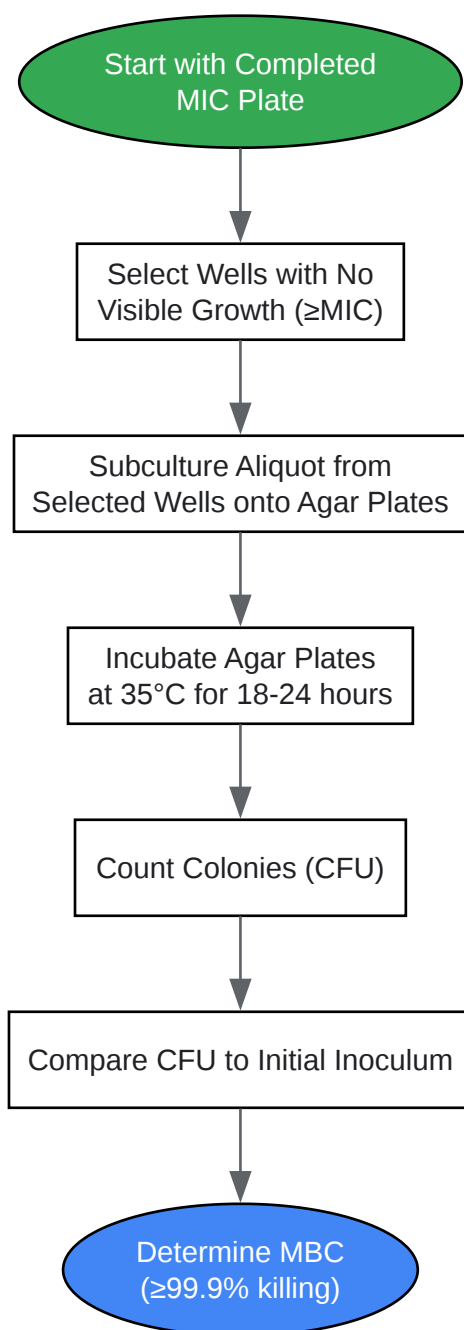 Start with Completed
MIC Plate
Select Wells with No
Visible Growth (≥MIC)
Subculture Aliquot from
Selected Wells onto Agar Plates
Incubate Agar Plates
at 35°C for 18-24 hours
Count Colonies (CFU)
Compare CFU to Initial Inoculum
Determine MBC
(≥99.9% killing)